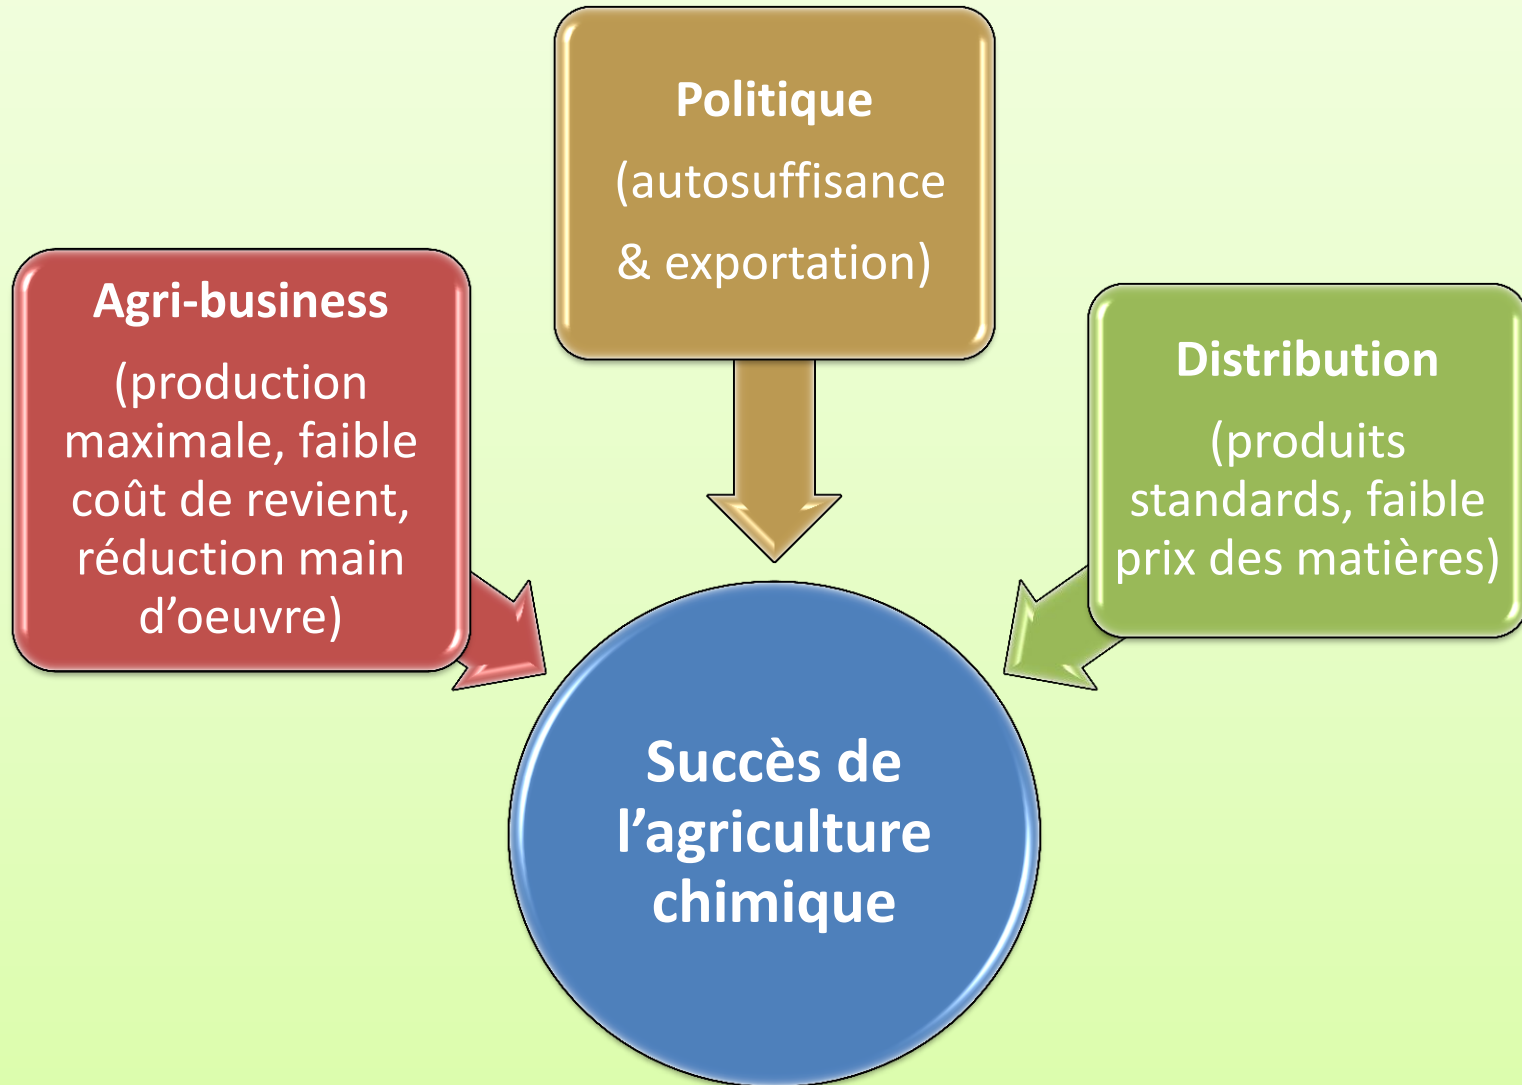 Politique
(autosuffisance
& exportation)
Agri-business
(production
maximale, faible
coût de revient,
réduction main
d’oeuvre)
Distribution
(produits
standards, faible
prix des matières)
Succès de
l’agriculture
chimique